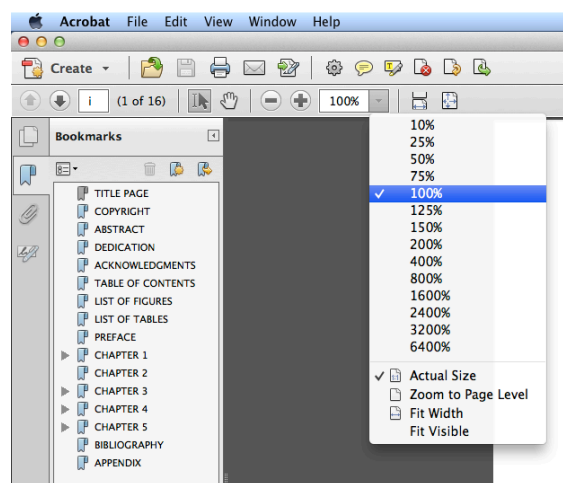 Acrobat File Edit View Window Help
Create
i (1 of 16) 100%
Bookmarks
TITLE PAGE
COPYRIGHT
ABSTRACT
DEDICATION
ACKNOWLEDGMENTS
TABLE OF CONTENTS
LIST OF FIGURES
LIST OF TABLES
PREFACE
CHAPTER 1
CHAPTER 2
CHAPTER 3
CHAPTER 4
CHAPTER 5
BIBLIOGRAPHY
APPENDIX
10%
25%
50%
75%
100%
125%
150%
200%
400%
800%
1600%
2400%
3200%
6400%
Actual Size
Zoom to Page Level
Fit Width
Fit Visible